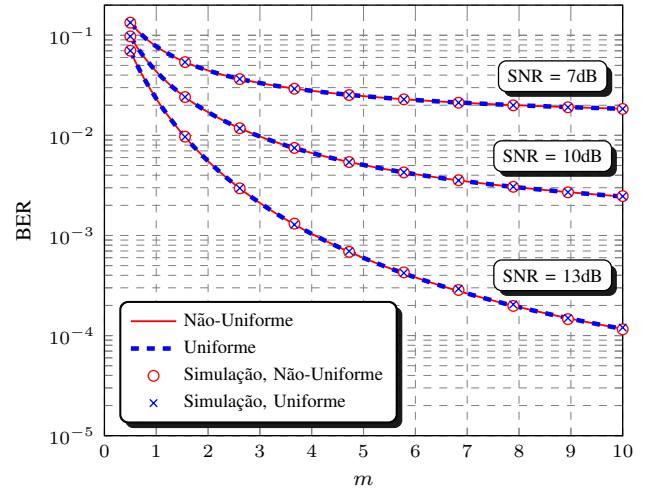 10^−1
10^−2
10^−3
10^−4
10^−5
BER
SNR = 7dB
SNR = 10dB
SNR = 13dB
Não-Uniforme
Uniforme
Simulação, Não-Uniforme
Simulação, Uniforme
0 1 2 3 4 5 6 7 8 9 10
m